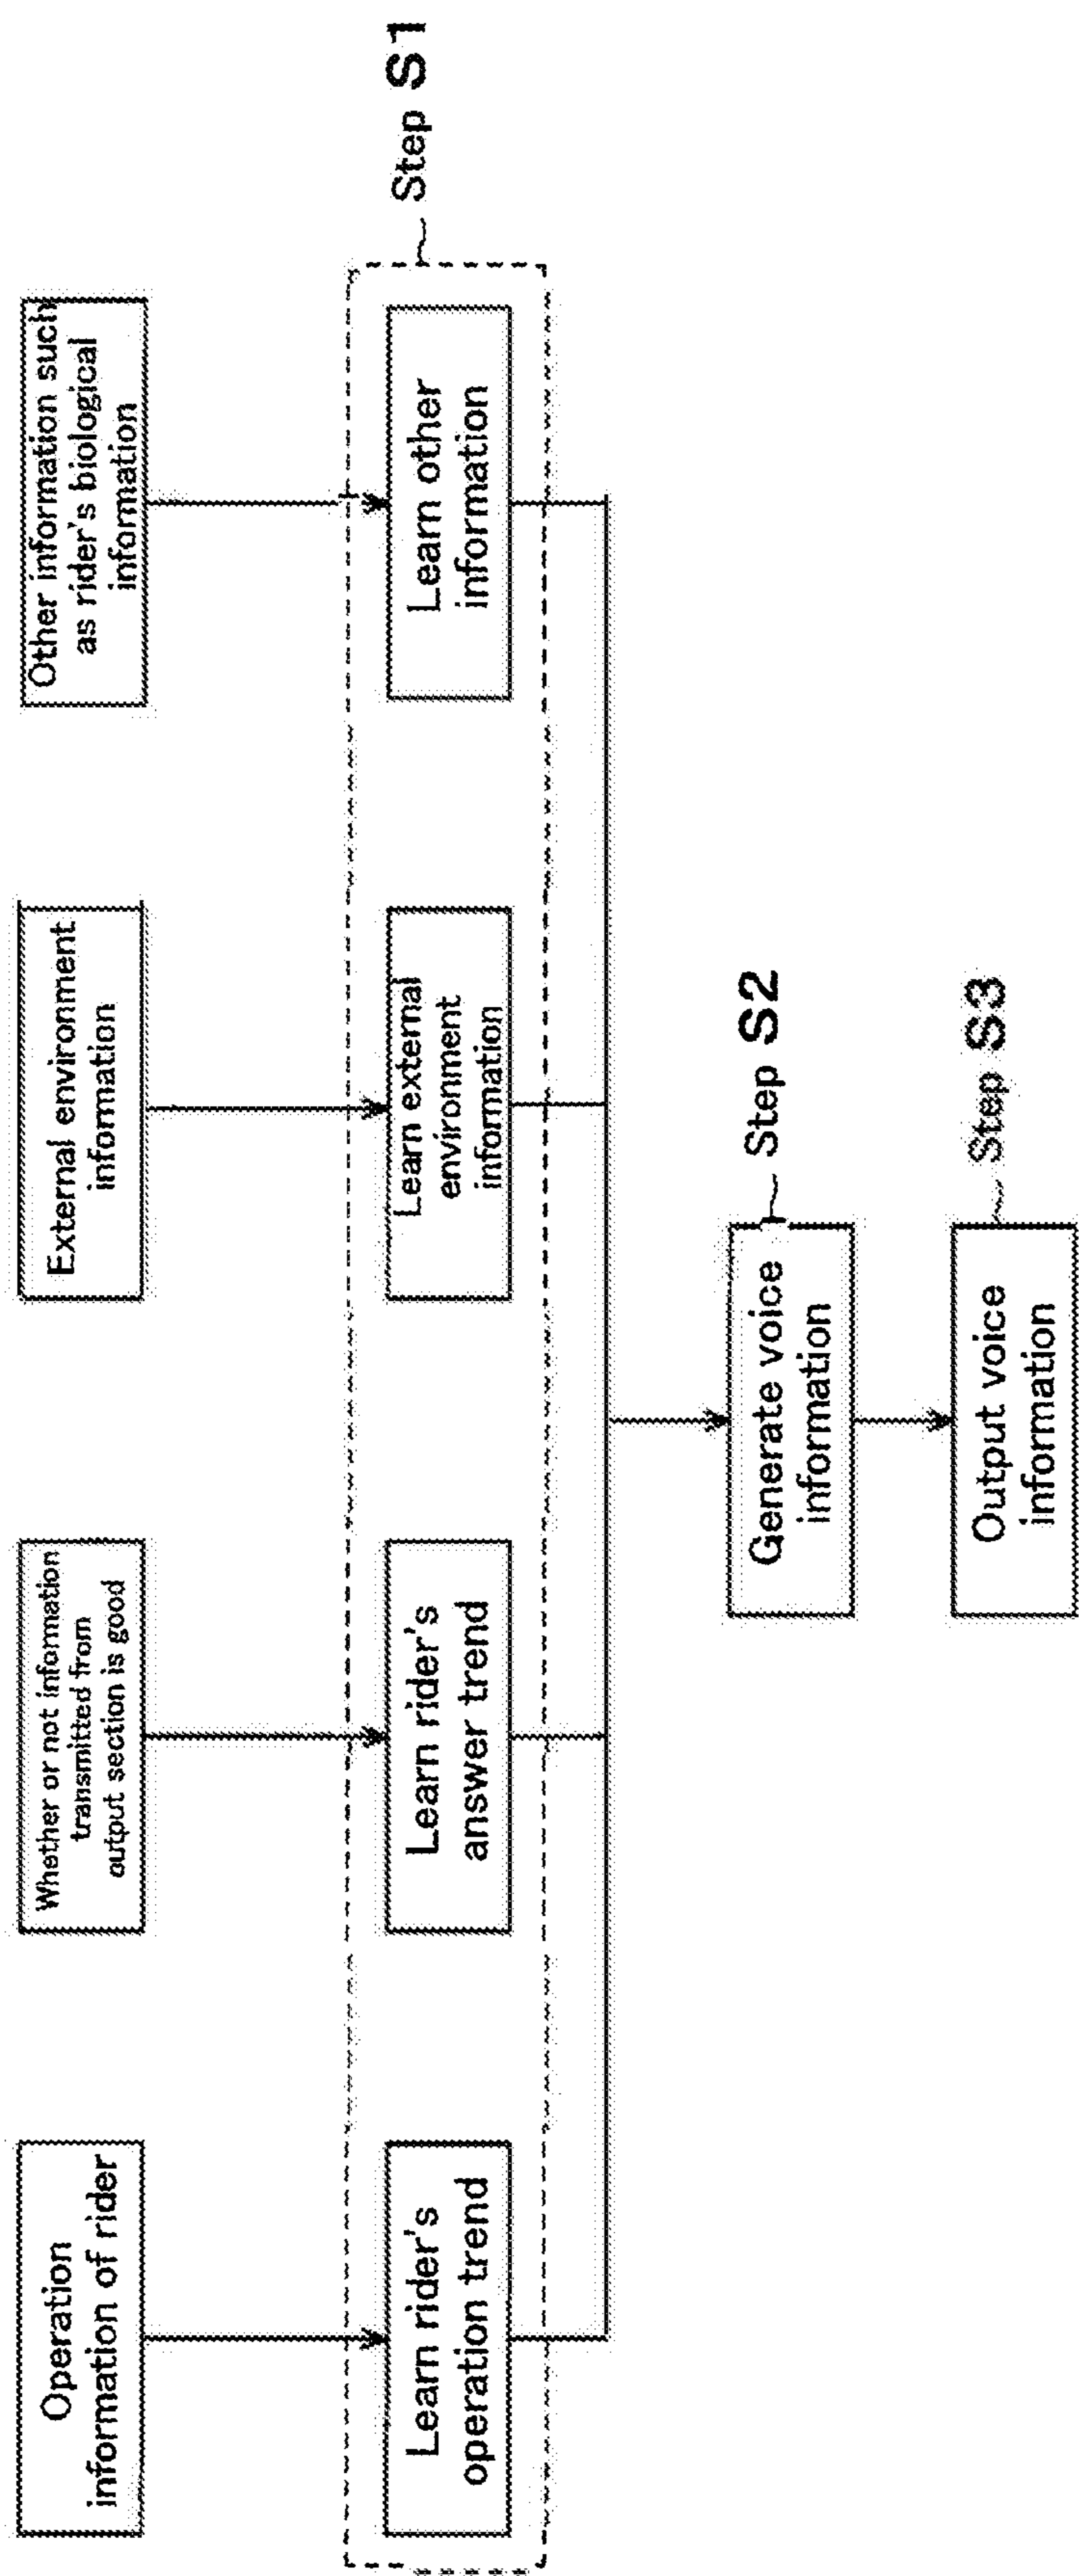 Operation
information of rider
Whether or not information
transmitted from
output section is good
External environment
information
Other information such
as rider's biological
information
Learn rider's
operation trend
Learn rider's
answer trend
Learn external
environment
information
Learn other
information
Step S1
Generate voice
information
Step S2
Output voice
information
Step S3